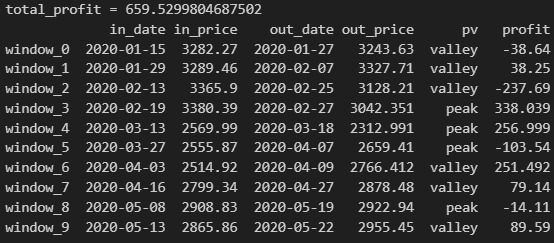 total_profit = 659.5299804687502
in_date in_price out_date out_price pv profit
window_0 2020-01-15 3282.27 2020-01-27 3243.63 valley -38.64
window_1 2020-01-29 3289.46 2020-02-07 3327.71 valley 38.25
window_2 2020-02-13 3365.9 2020-02-25 3128.21 valley -237.69
window_3 2020-02-19 3380.39 2020-02-27 3042.351 peak 338.039
window_4 2020-03-13 2569.99 2020-03-18 2312.991 peak 256.999
window_5 2020-03-27 2555.87 2020-04-07 2659.41 peak -103.54
window_6 2020-04-03 2514.92 2020-04-09 2766.412 valley 251.492
window_7 2020-04-16 2799.34 2020-04-27 2878.48 valley 79.14
window_8 2020-05-08 2908.83 2020-05-19 2922.94 peak -14.11
window_9 2020-05-13 2865.86 2020-05-22 2955.45 valley 89.59